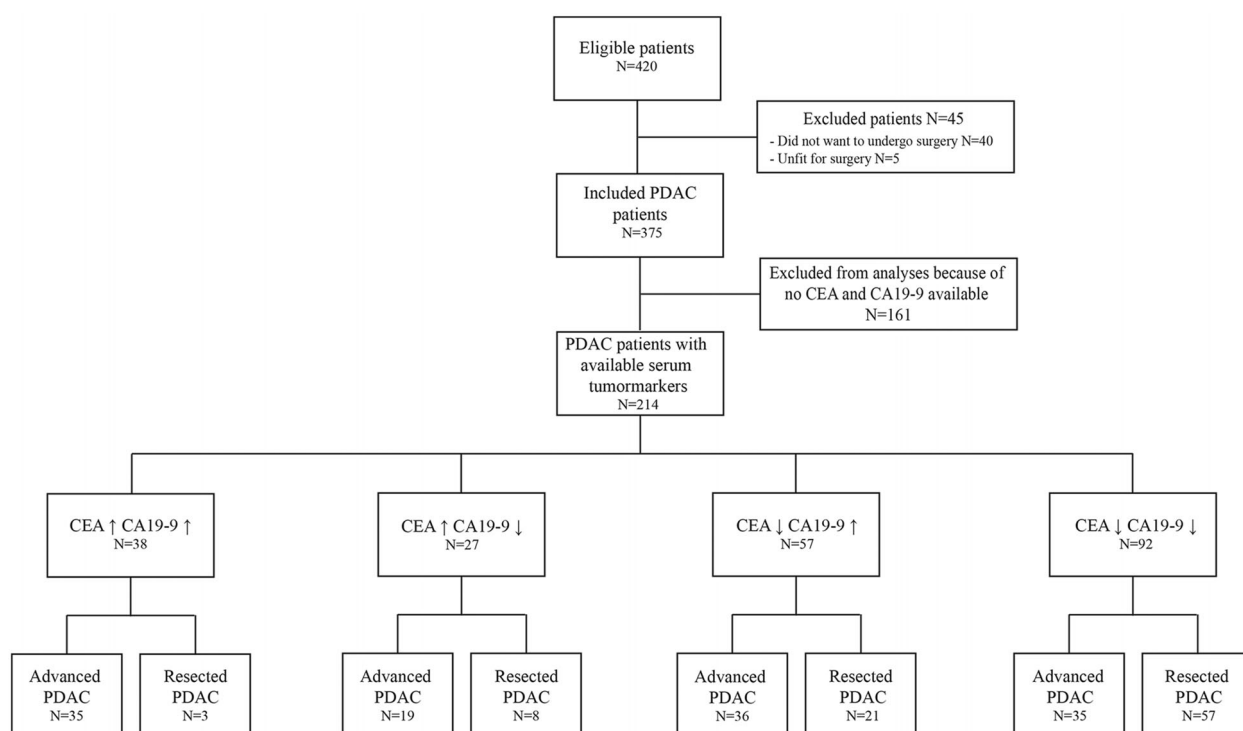 Eligible patients
N=420
Excluded patients N=45
- Did not want to undergo surgery N=40
- Unfit for surgery N=5
Included PDAC
patients
N=375
Excluded from analyses because of
no CEA and CA19-9 available
N=161
PDAC patients with
available serum
tumormarkers
N=214
CEA ↑ CA19-9 ↑
N=38
CEA ↑ CA19-9 ↓
N=27
CEA ↓ CA19-9 ↑
N=57
CEA ↓ CA19-9 ↓
N=92
Advanced
PDAC
N=35
Resected
PDAC
N=3
Advanced
PDAC
N=19
Resected
PDAC
N=8
Advanced
PDAC
N=36
Resected
PDAC
N=21
Advanced
PDAC
N=35
Resected
PDAC
N=57